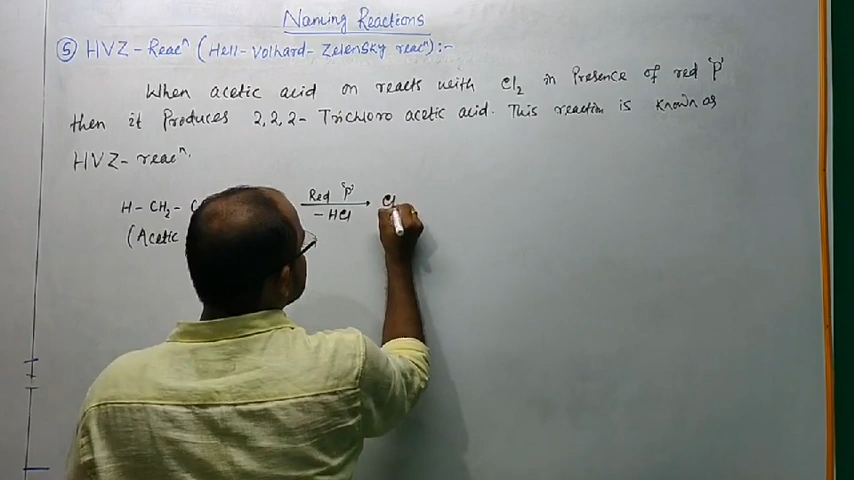 Naming Reactions
⑤ HVZ - Reacⁿ (Hell - Volhard - Zelensky reacⁿ) :-
When acetic acid on reacts with Cl₂ in Presence of red 'P'
then it Produces 2,2,2 - Trichloro acetic acid. This reaction is known as
HVZ - reacⁿ.
H - CH₂ - Red 'P' Cl
(Acetic - HCl